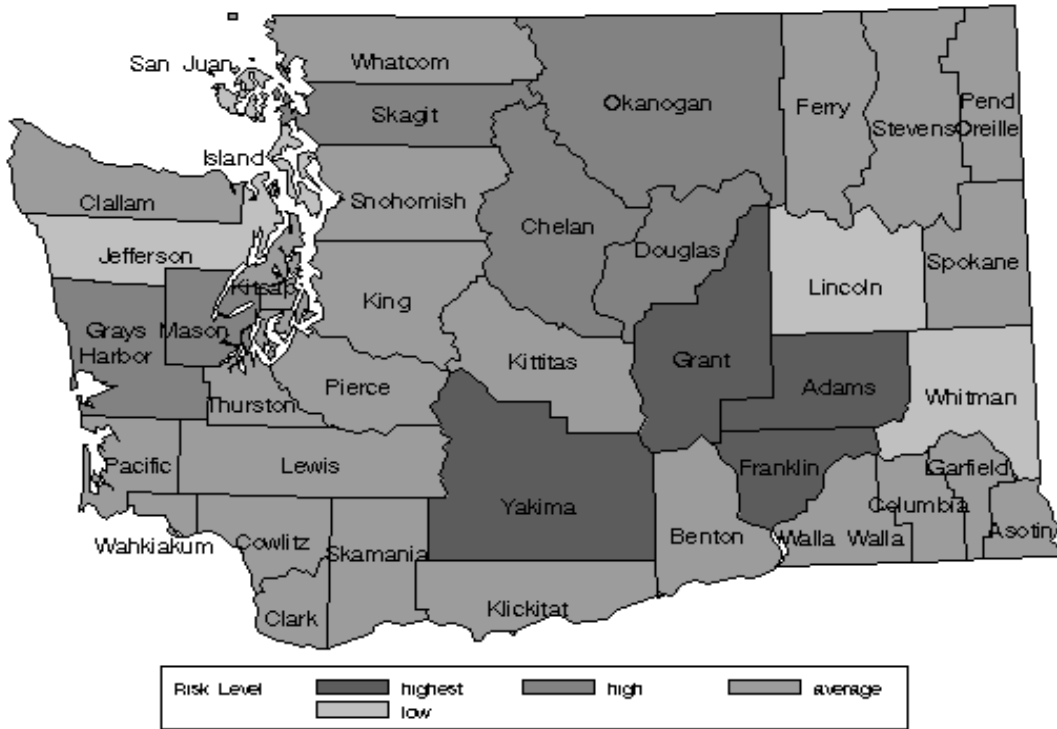 San Juan
Whatcom
Okanogan
Ferry
Pend
Oreille
Stevens
Skagit
Island
Clallam
Snohomish
Chelan
Douglas
Jefferson
Spokane
Kitsap
King
Lincoln
Grays
Harbor
Mason
Kittitas
Grant
Adams
Thurston
Pierce
Whitman
Pacific
Lewis
Franklin
Garfield
Yakima
Columbia
Wahkiakum
Cowlitz
Skamania
Benton
Walla Walla
Asotin
Clark
Klickitat
Risk Level highest high average
low